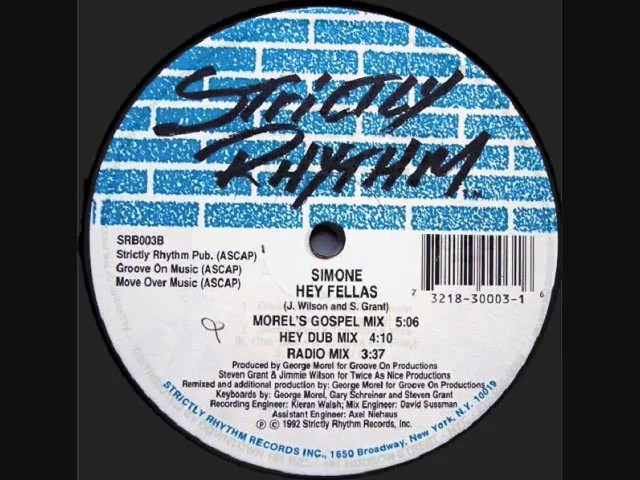 STRICTLY
RHYTHM TM
SRB003B
Strictly Rhythm Pub. (ASCAP)
Groove On Music (ASCAP)
Move Over Music (ASCAP)
SIMONE
HEY FELLAS
(J. Wilson and S. Grant)
MOREL'S GOSPEL MIX 5:06
HEY DUB MIX 4:10
RADIO MIX 3:37
7 3218-30003-1 6
Produced by George Morel for Groove On Productions
Steven Grant & Jimmie Wilson for Twice As Nice Productions
Remixed and additional production by: George Morel for Groove On Productions
Keyboards by: George Morel, Gary Schreiner and Steven Grant
Recording Engineer: Kieran Walsh; Mix Engineer: David Sussman
Assistant Engineer: Axel Niehaus
Ⓟ © 1992 Strictly Rhythm Records, Inc.
STRICTLY RHYTHM RECORDS INC., 1650 Broadway, New York, N.Y. 10019